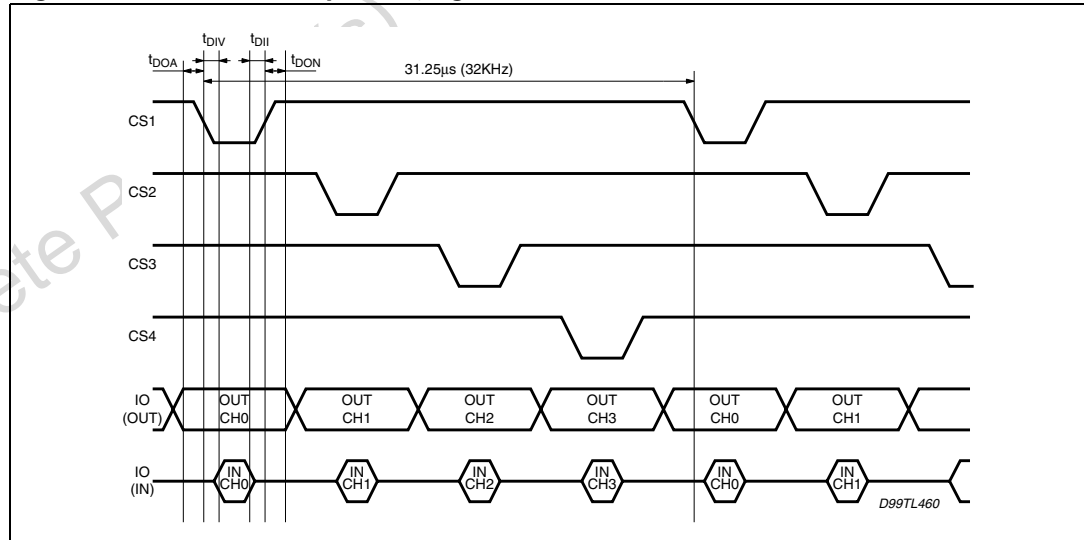 tDIV tDII
tDOA tDON
31.25µs (32KHz)
CS1
CS2
CS3
CS4
IO
(OUT)
OUT
CH0
OUT
CH1
OUT
CH2
OUT
CH3
OUT
CH0
OUT
CH1
IO
(IN)
IN
CH0
IN
CH1
IN
CH2
IN
CH3
IN
CH0
IN
CH1
D99TL460